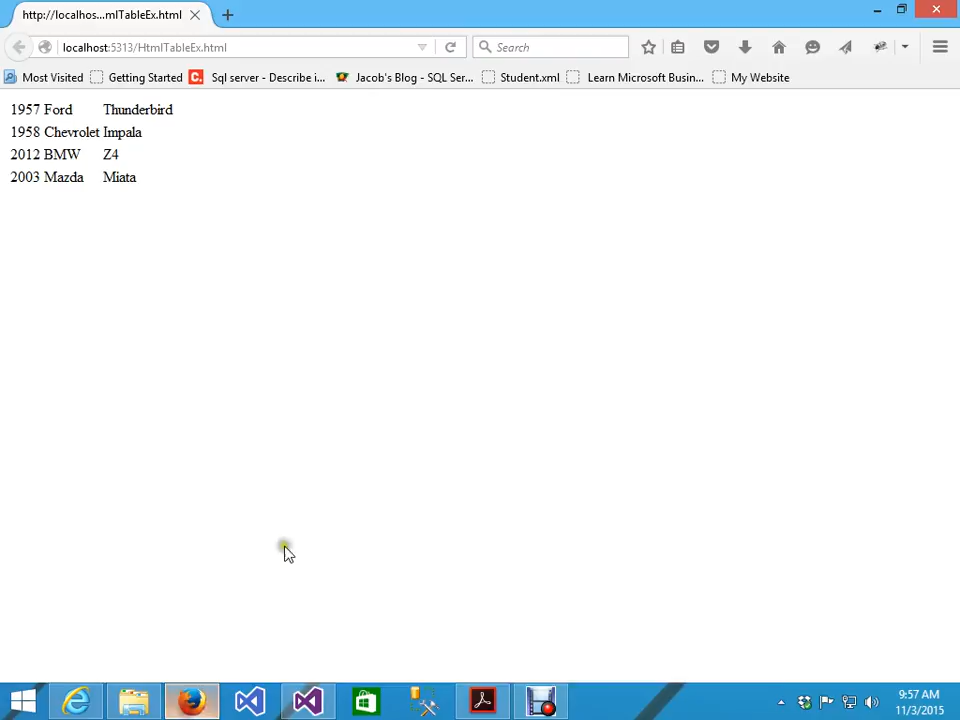 http://localhos...mlTableEx.html
localhost:5313/HtmlTableEx.html
Search
Most Visited
Getting Started
C.
Sql server - Describe i...
Jacob's Blog - SQL Ser...
Student.xml
Learn Microsoft Busin...
My Website
1957 Ford Thunderbird
1958 Chevrolet Impala
2012 BMW Z4
2003 Mazda Miata
9:57 AM
11/3/2015